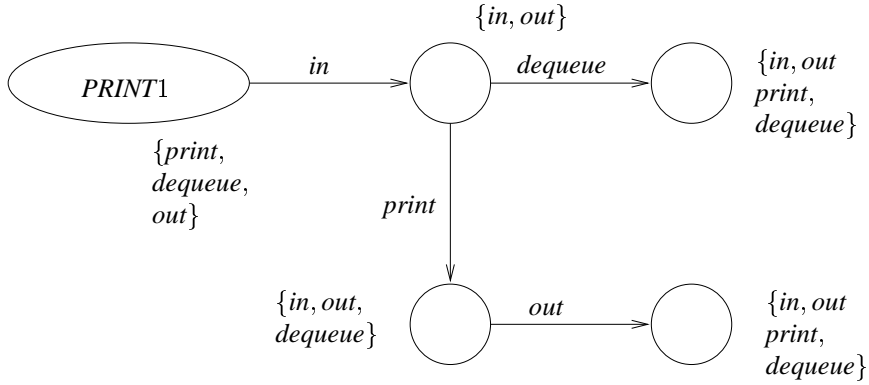 {in, out}
in
dequeue
PRINT1
{in, out
print,
dequeue}
{print,
dequeue,
out}
print
{in, out,
dequeue}
out
{in, out
print,
dequeue}